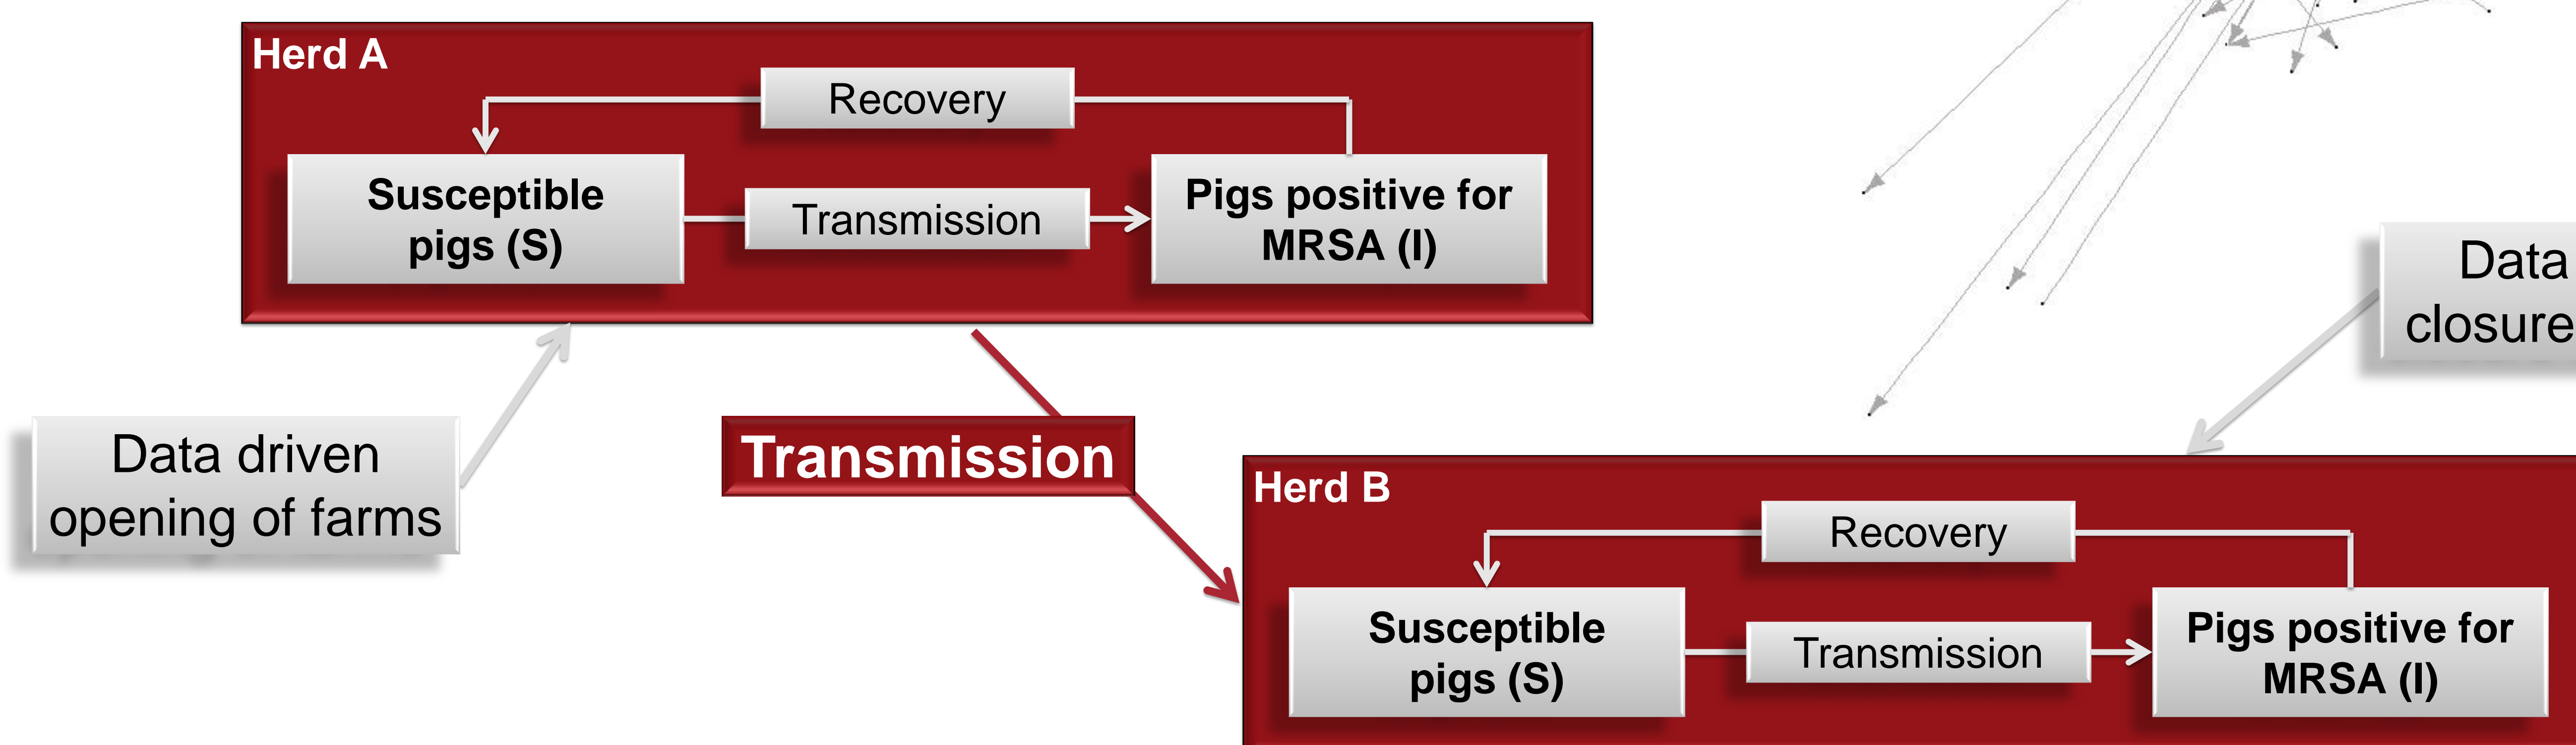 Herd A
Recovery
Susceptible
pigs (S)
Transmission
Pigs positive for
MRSA (I)
Data
closure
Data driven
opening of farms
Transmission
Herd B
Recovery
Susceptible
pigs (S)
Transmission
Pigs positive for
MRSA (I)